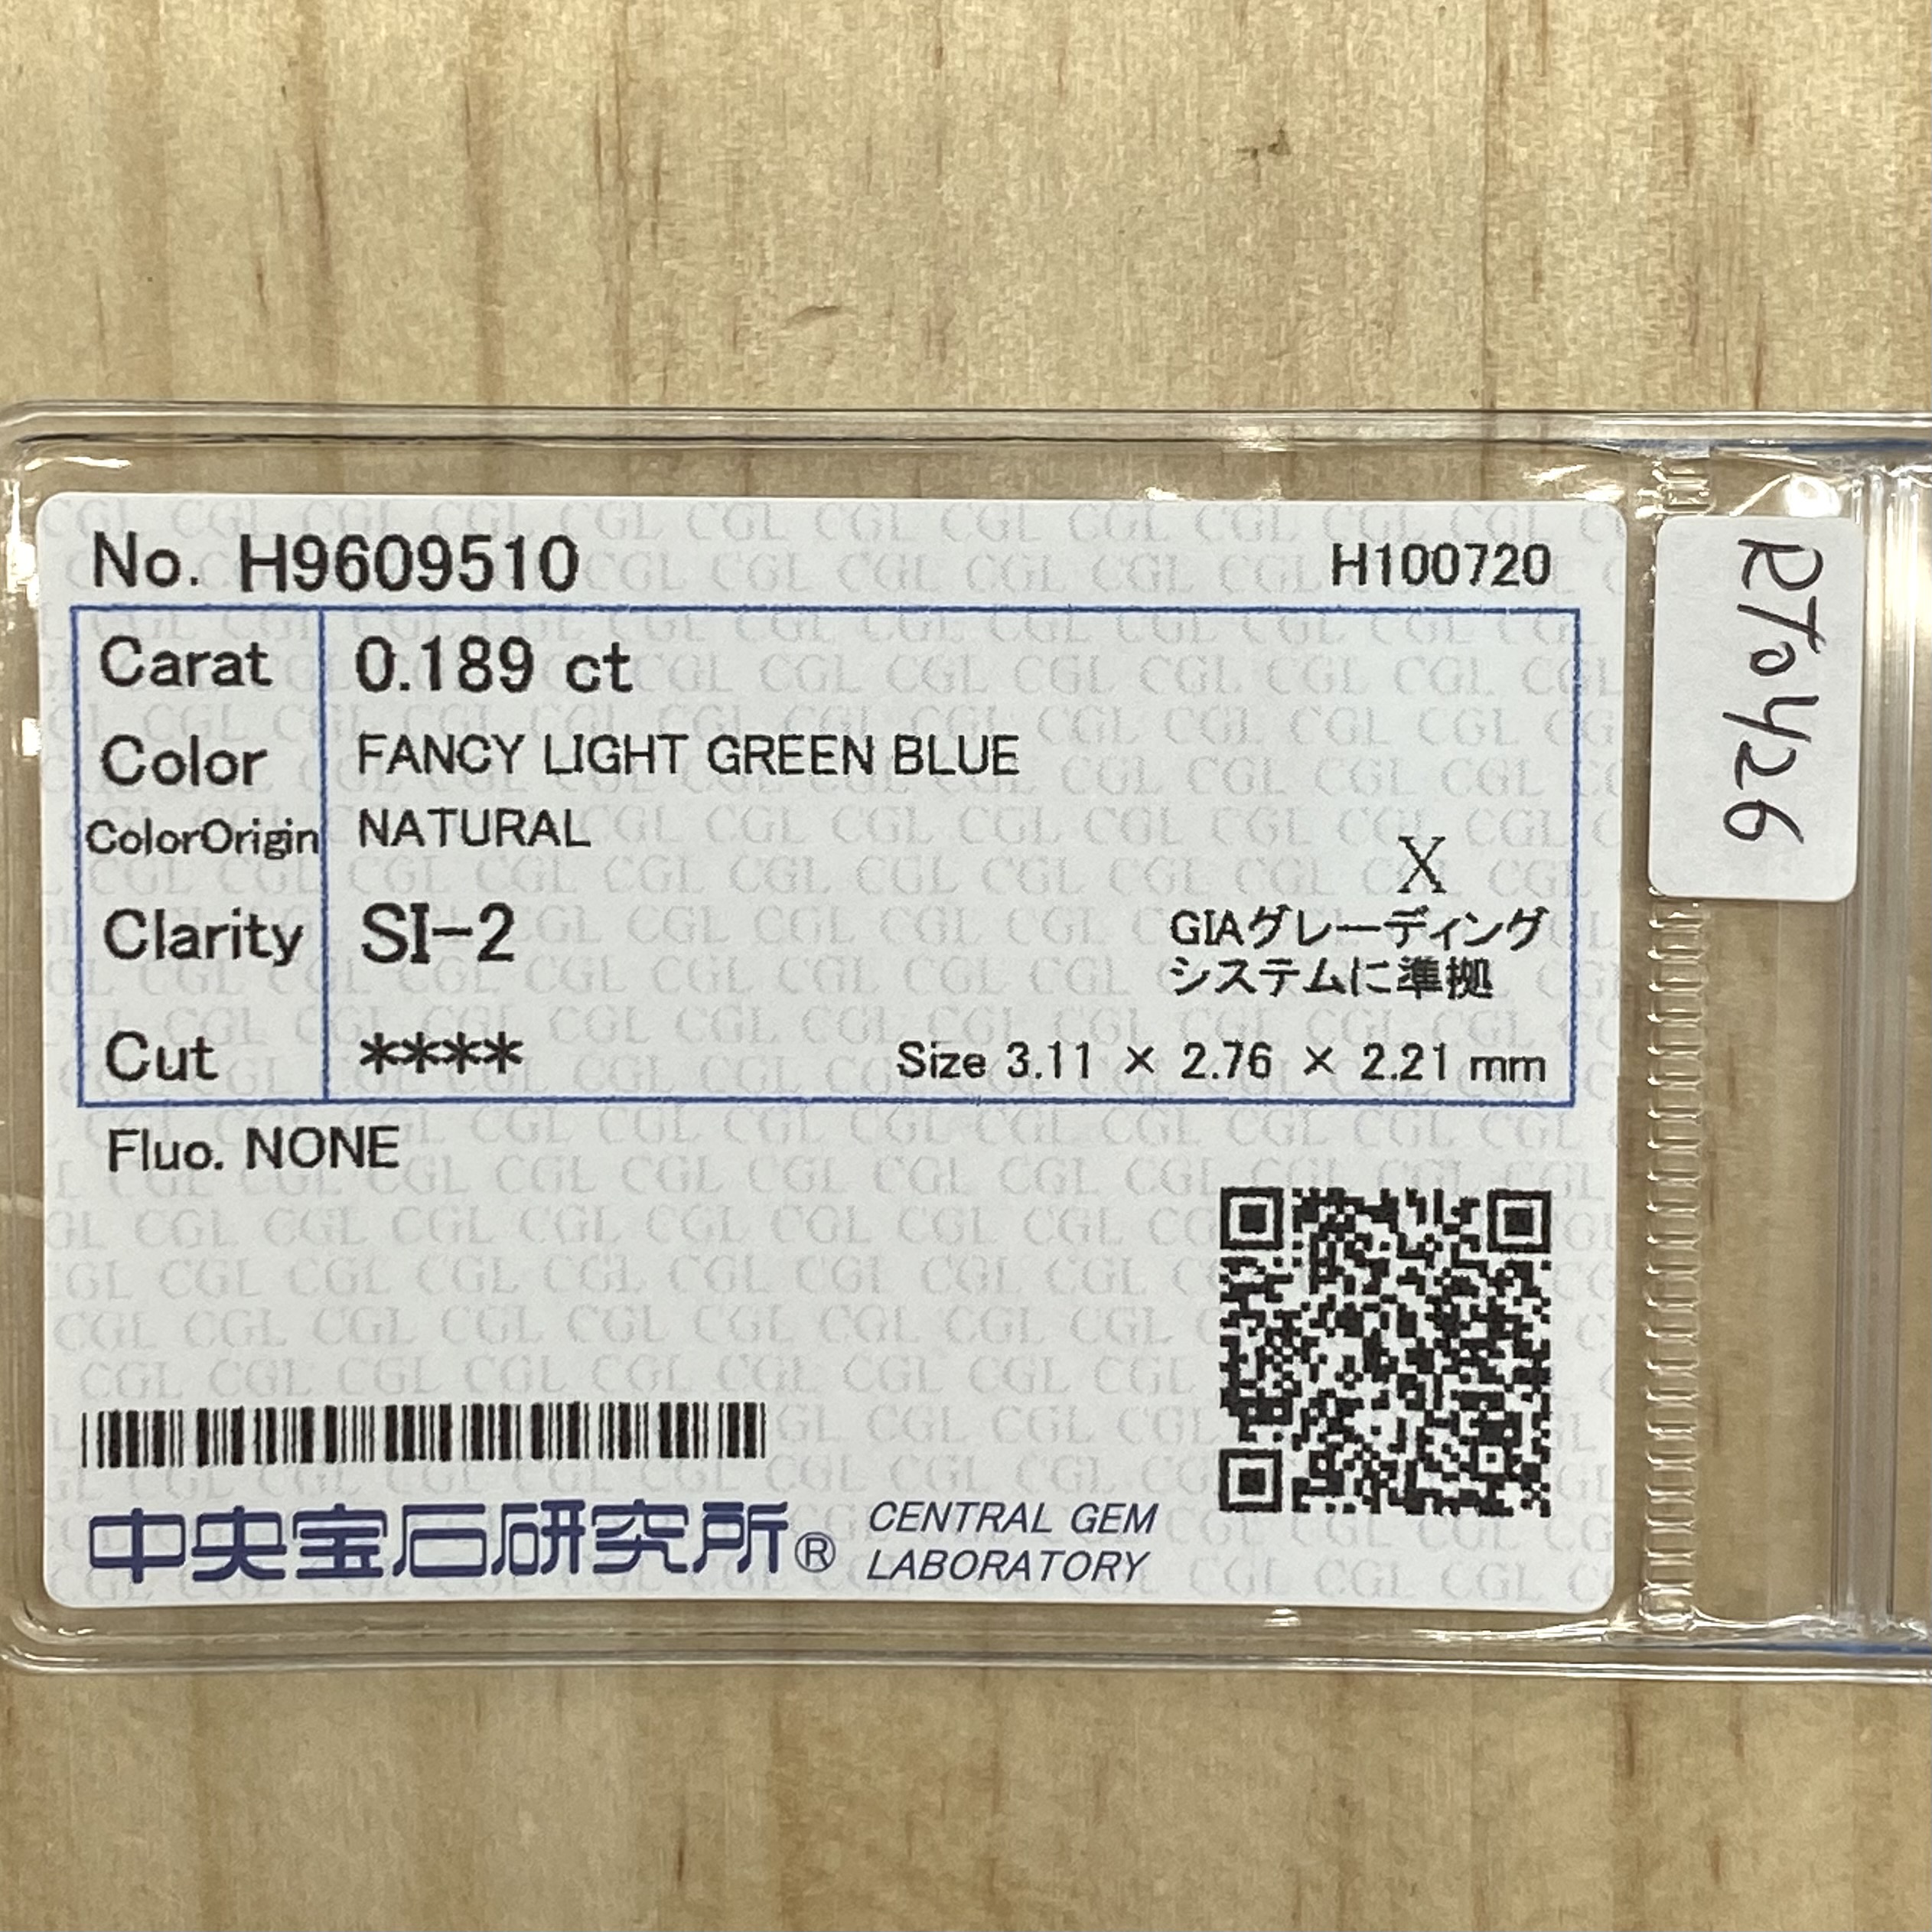 No. H9609510 H100720
Carat 0.189 ct
Color FANCY LIGHT GREEN BLUE
ColorOrigin NATURAL
X
Clarity SI-2
GIAグレーディング
システムに準拠
Cut **** Size 3.11 × 2.76 × 2.21 mm
Fluo. NONE
中央宝石研究所® CENTRAL GEM
LABORATORY
RT0426